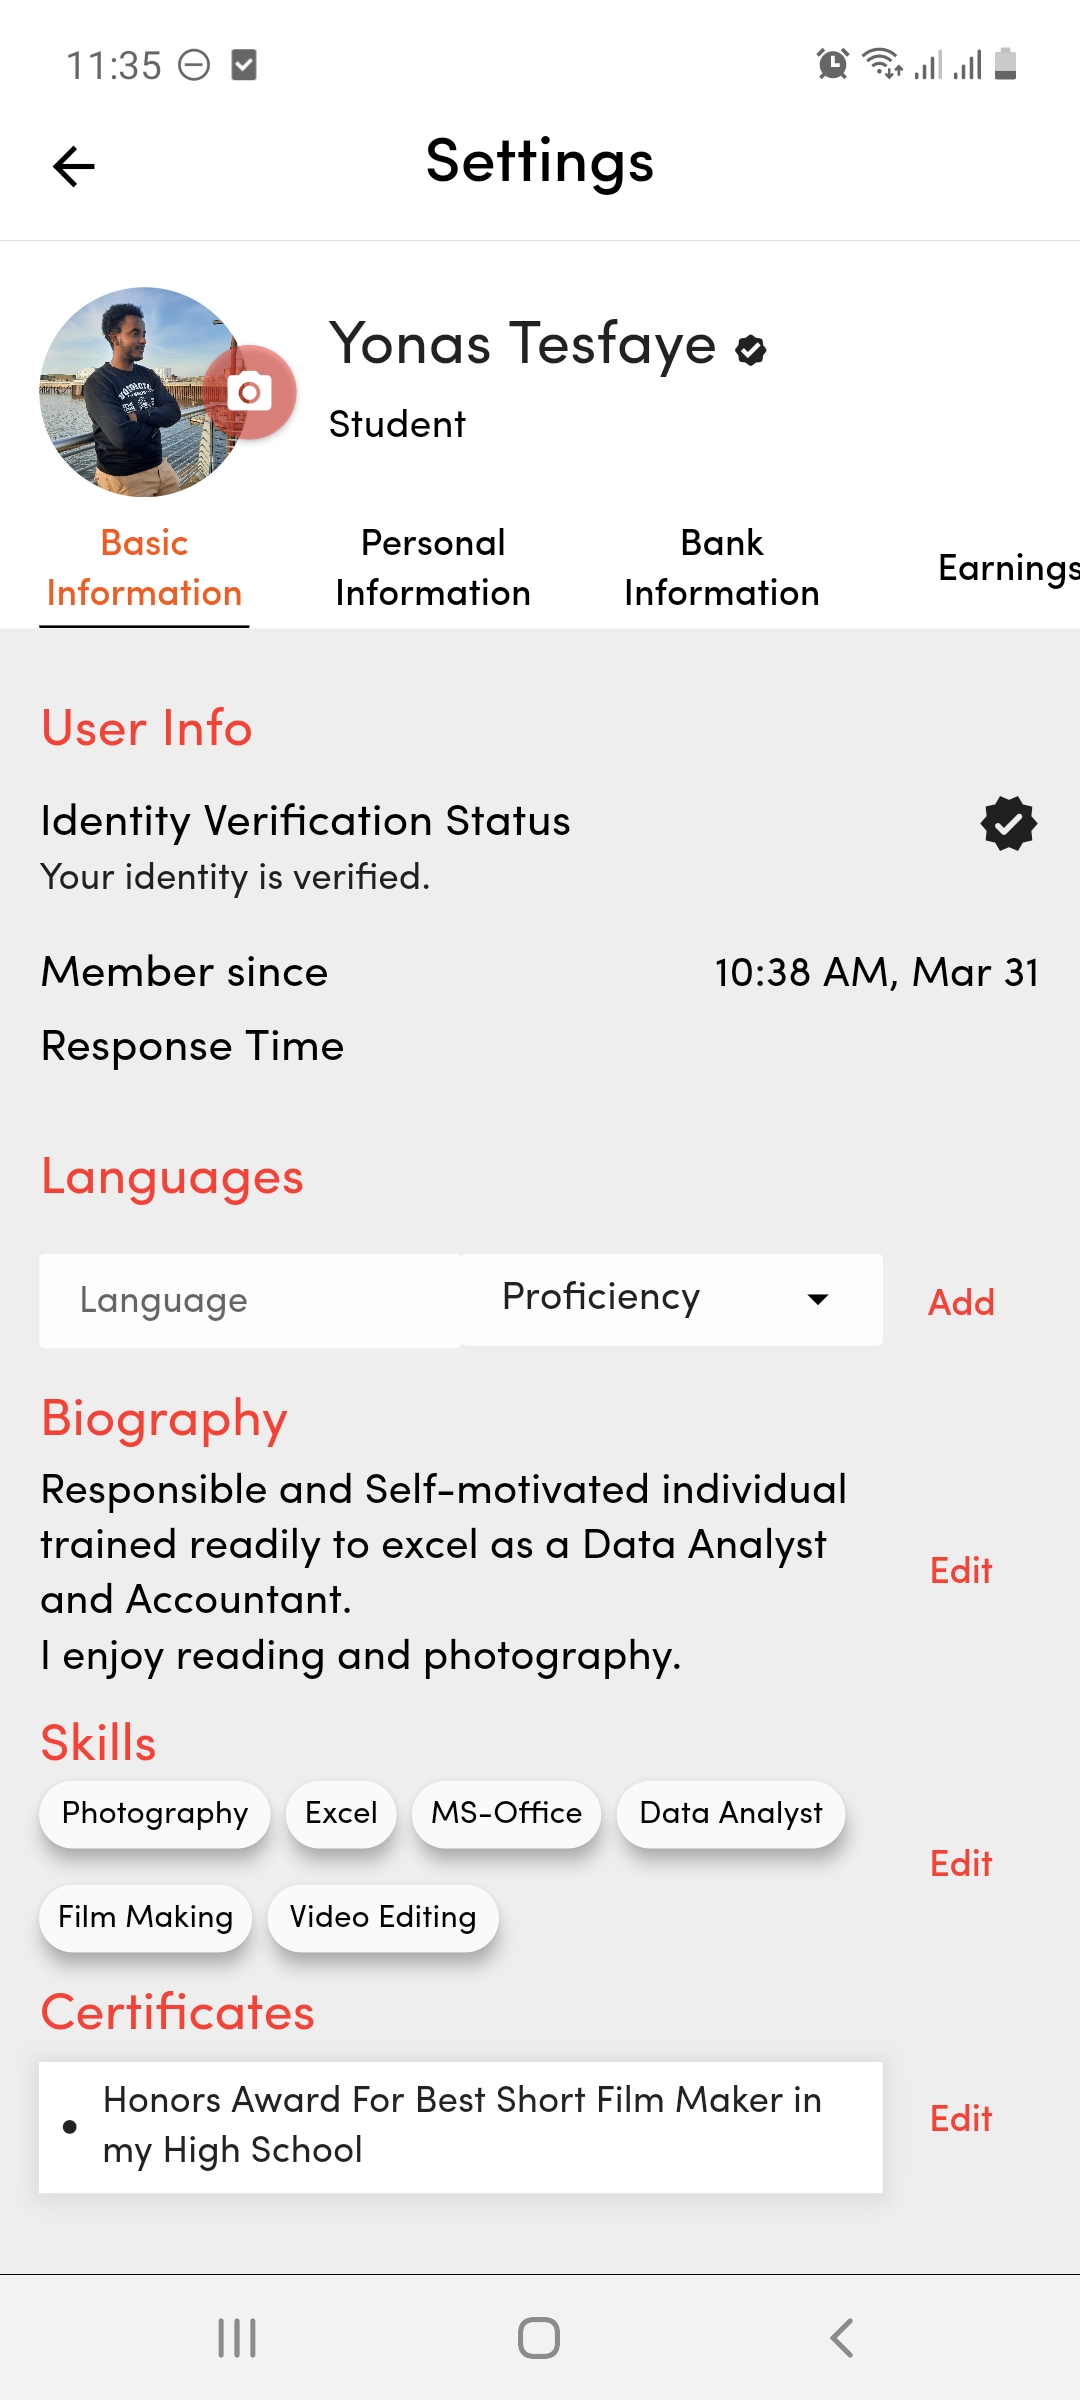 11:35
Settings
Yonas Tesfaye
Student
Basic
Information
Personal
Information
Bank
Information
Earnings
User Info
Identity Verification Status
Your identity is verified.
Member since
10:38 AM, Mar 31
Response Time
Languages
Language
Proficiency
Add
Biography
Responsible and Self-motivated individual
trained readily to excel as a Data Analyst
and Accountant.
I enjoy reading and photography.
Edit
Skills
Photography
Excel
MS-Office
Data Analyst
Film Making
Video Editing
Edit
Certificates
Honors Award For Best Short Film Maker in
my High School
Edit